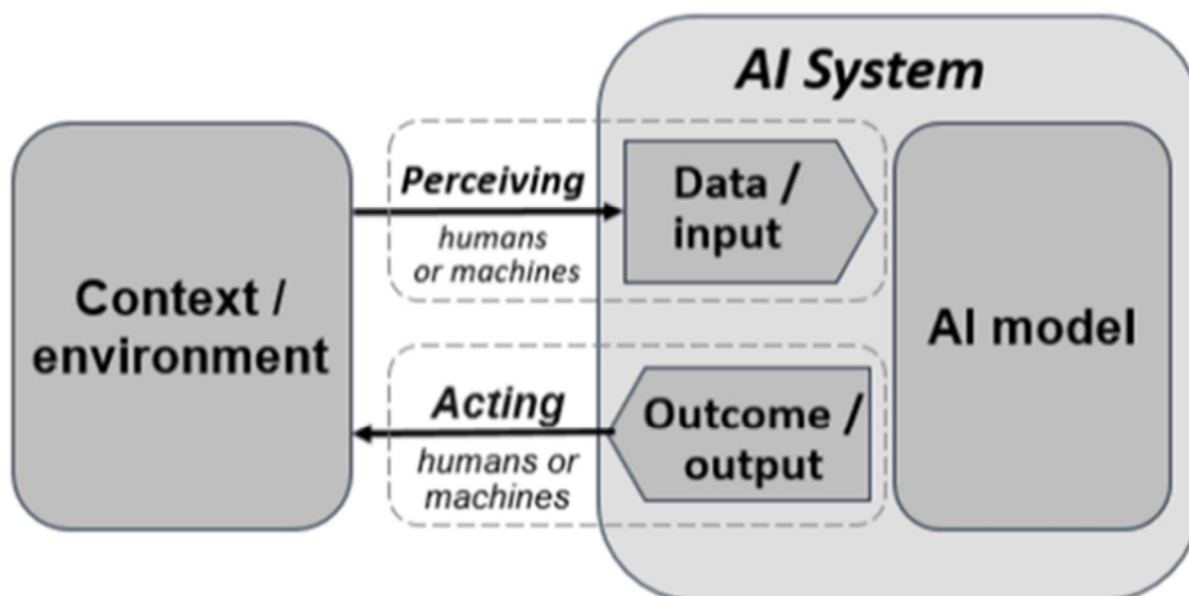 AI System
Context /
environment
Perceiving
humans
or machines
Data /
input
AI model
Acting
humans or
machines
Outcome /
output